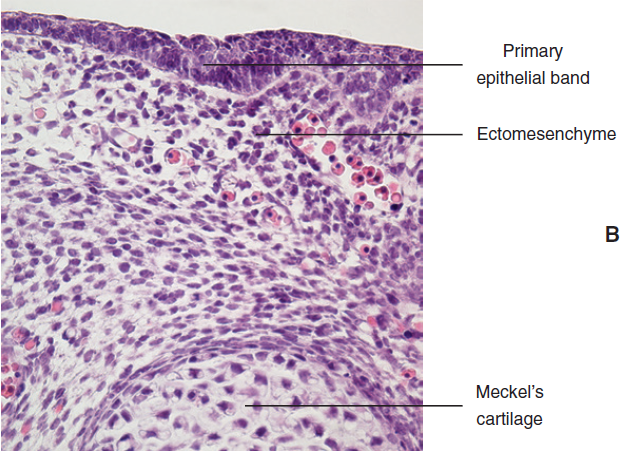 Primary
epithelial band
Ectomesenchyme
B
Meckel's
cartilage